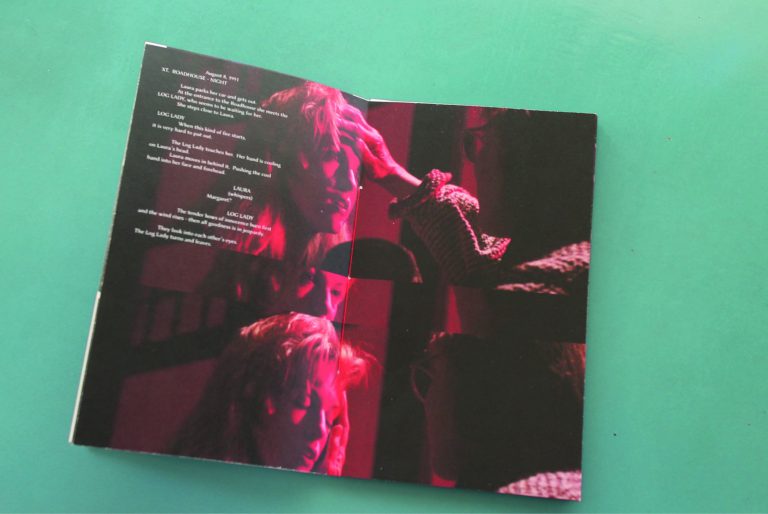 August 8, 1991
XT. ROADHOUSE - NIGHT
Laura parks her car and gets out
At the entrance to the Roadhouse she meets the
LOG LADY, who seems to be waiting for her.
She steps close to Laura.
LOG LADY
When this kind of fire starts,
it is very hard to put out.
The Log Lady touches her. Her hand is cooling
on Laura's head.
Laura moves in behind it. Pushing the cool
hand into her face and forehead.
LAURA
(whispers)
Margaret?
LOG LADY
The tender bows of innocence burn first
and the wind rises - then all goodness is in jeopardy.
They look into each other's eyes.
The Log Lady turns and leaves